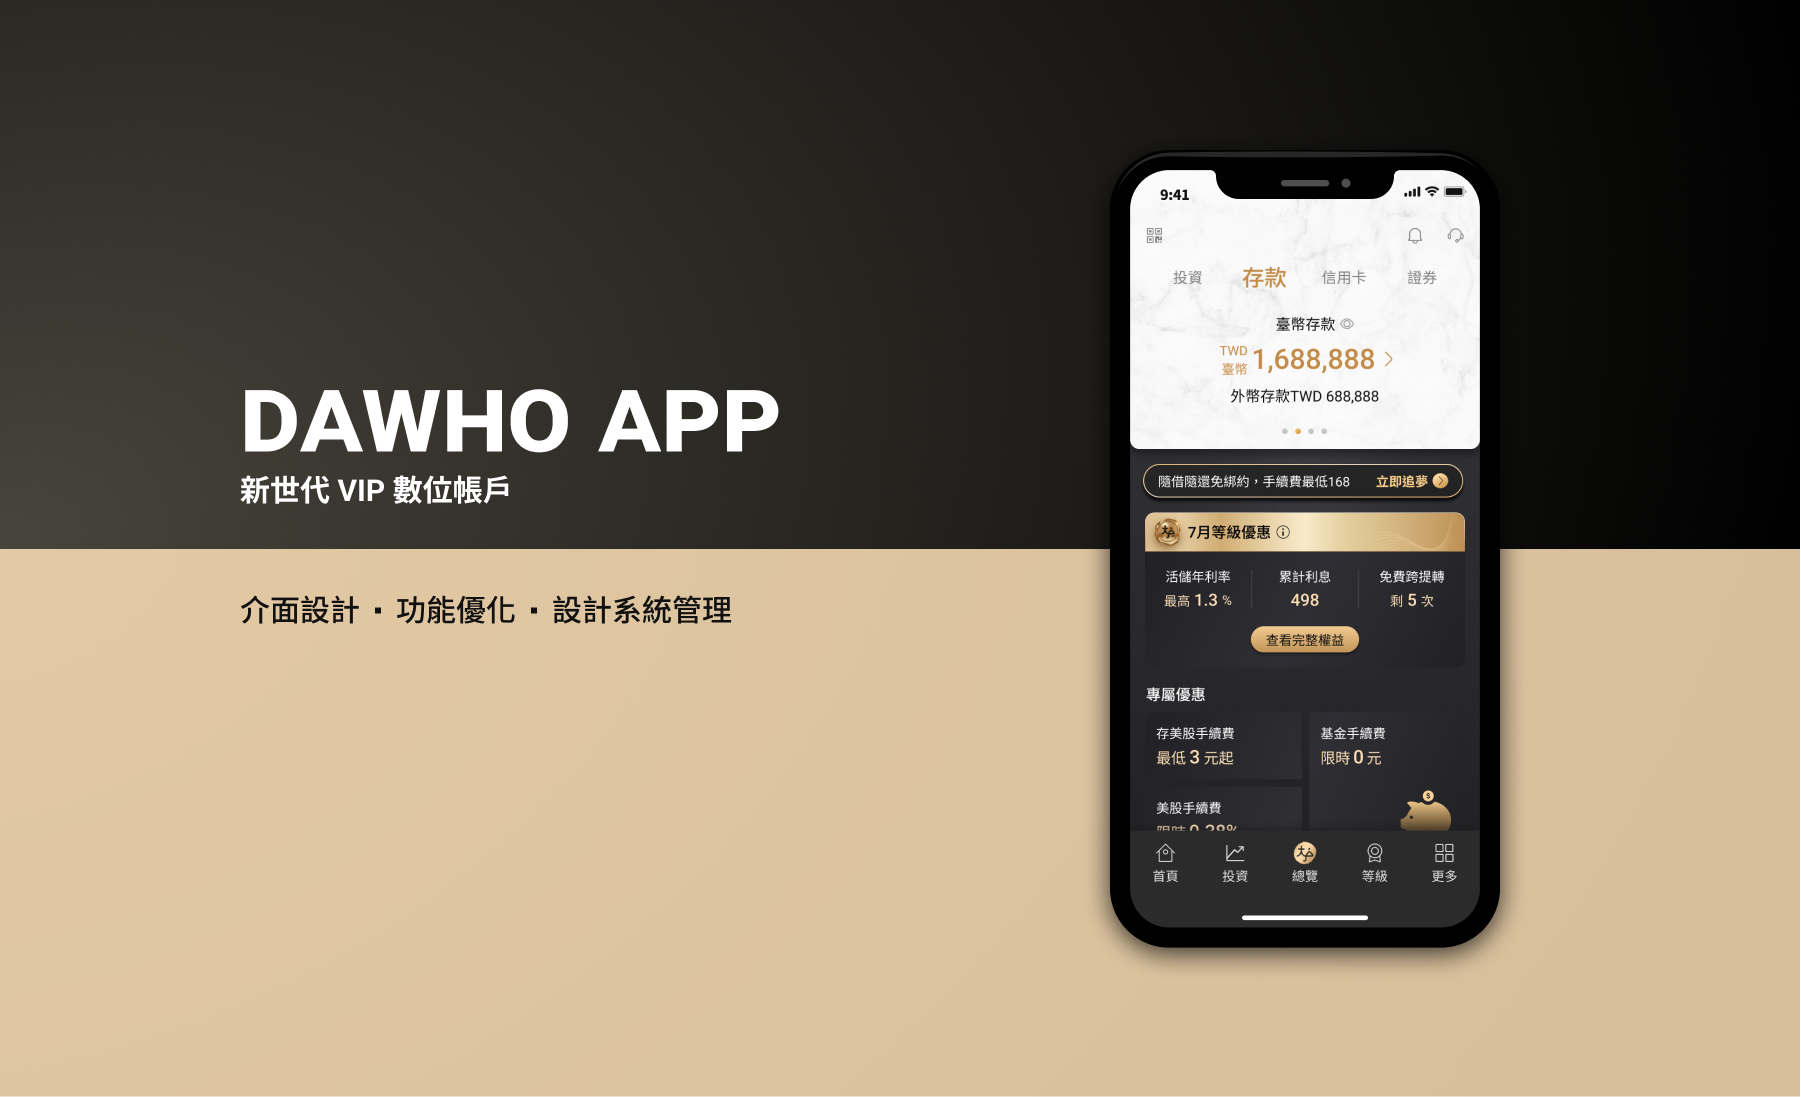 DAWHO APP
新世代 VIP 數位帳戶
介面設計 ▪ 功能優化 ▪ 設計系統管理
9:41
投資 存款 信用卡 證券
臺幣存款
TWD 臺幣 1,688,888
外幣存款TWD 688,888
隨借隨還免綁約，手續費最低168 立即追夢
7月等級優惠
活儲年利率 累計利息 免費跨提轉
最高 1.3 % 498 剩 5 次
查看完整權益
專屬優惠
存美股手續費 基金手續費
最低 3 元起 限時 0 元
美股手續費
限時 0.38%
首頁 投資 總覽 等級 更多